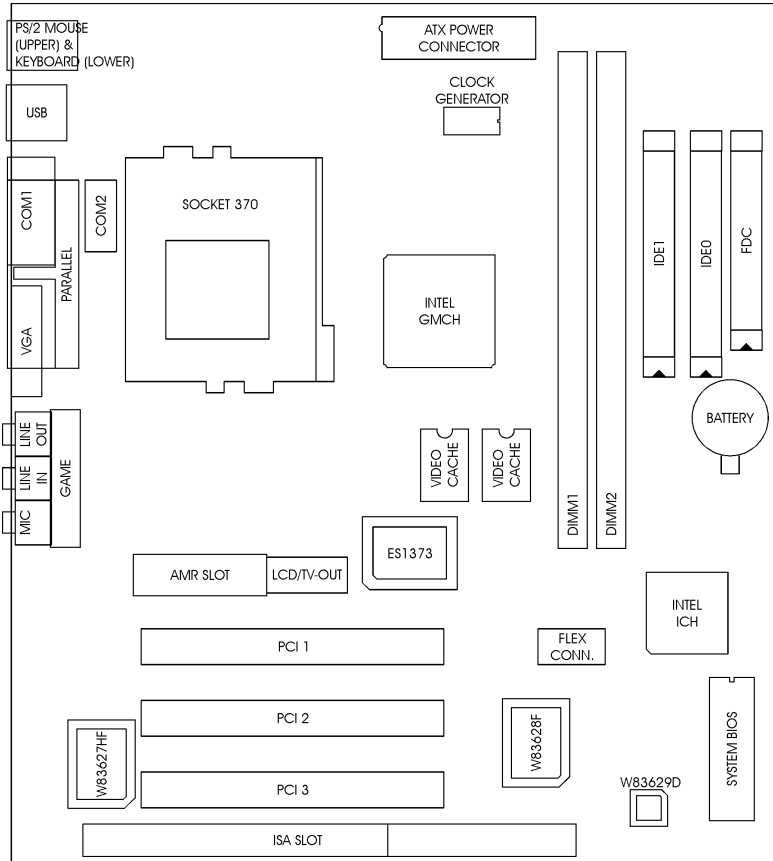 PS/2 MOUSE
(UPPER) &
KEYBOARD (LOWER)
ATX POWER
CONNECTOR
CLOCK
GENERATOR
USB
COM1
PARALLEL
COM2
SOCKET 370
VGA
INTEL
GMCH
IDE1
IDE0
FDC
BATTERY
LINE
OUT
LINE
IN
MIC
GAME
VIDEO
CACHE
VIDEO
CACHE
DIMM1
DIMM2
ES1373
AMR SLOT
LCD/TV-OUT
INTEL
ICH
PCI 1
FLEX
CONN.
PCI 2
W83627HF
W83628F
SYSTEM BIOS
PCI 3
W83629D
ISA SLOT